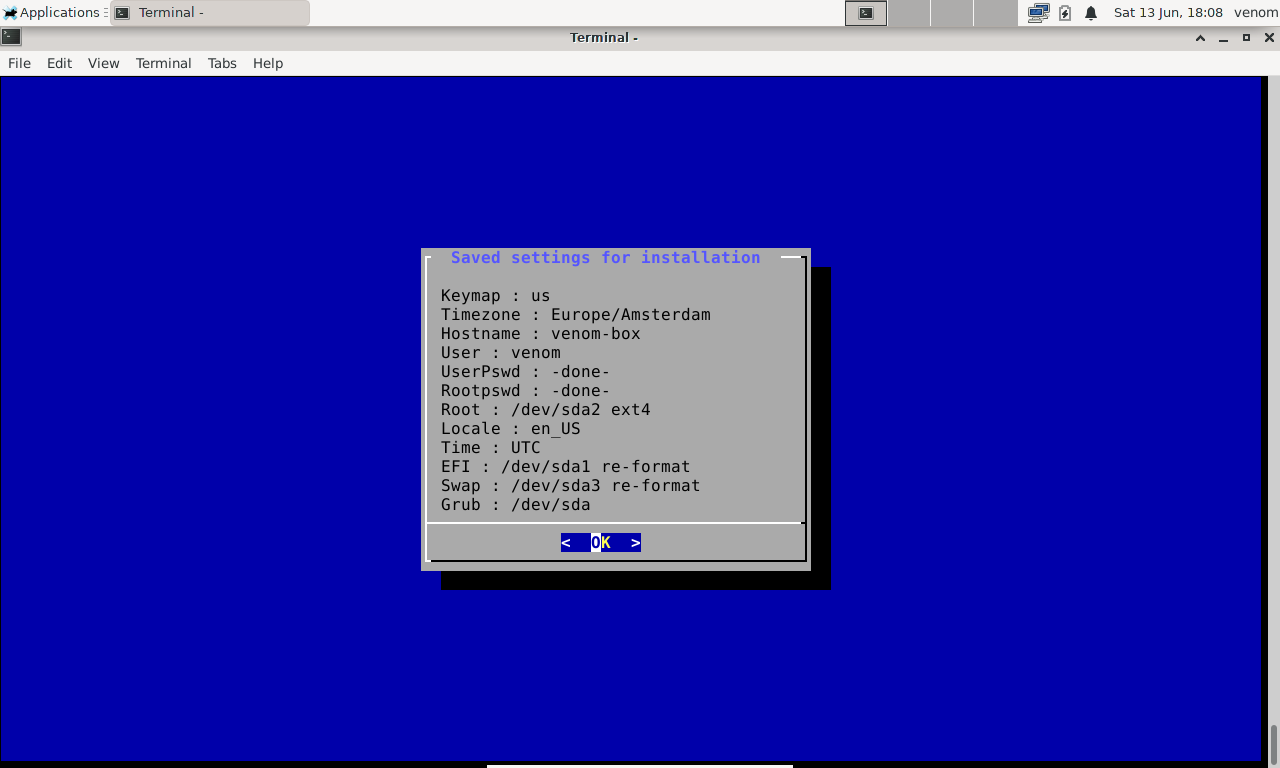 Applications Terminal - Sat 13 Jun, 18:08 venom
Terminal -
File Edit View Terminal Tabs Help
Saved settings for installation
Keymap : us
Timezone : Europe/Amsterdam
Hostname : venom-box
User : venom
UserPswd : -done-
Rootpswd : -done-
Root : /dev/sda2 ext4
Locale : en_US
Time : UTC
EFI : /dev/sda1 re-format
Swap : /dev/sda3 re-format
Grub : /dev/sda
< OK >